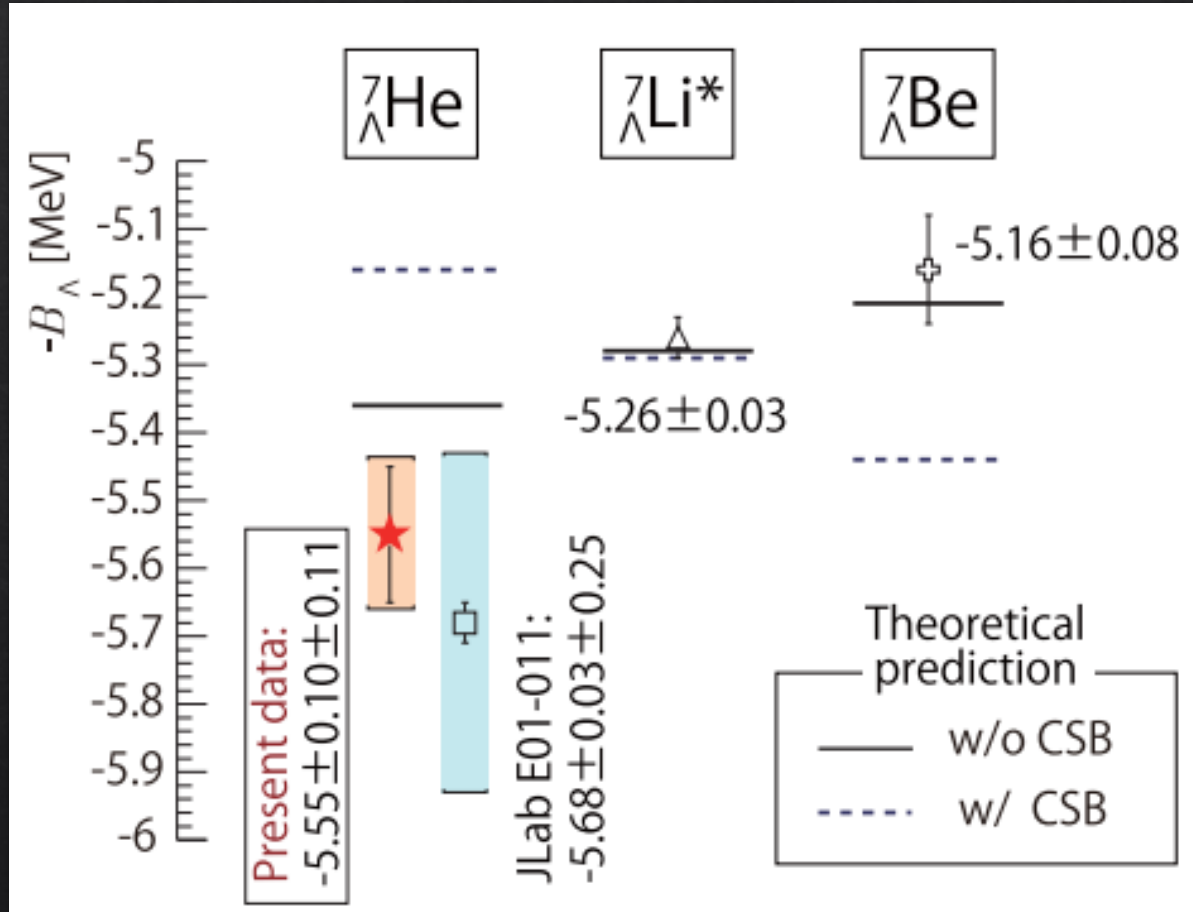 ⁷ΛHe
⁷ΛLi*
⁷ΛBe
-B^ [MeV]
-5
-5.1
-5.2
-5.3
-5.4
-5.5
-5.6
-5.7
-5.8
-5.9
-6
-5.16±0.08
-5.26±0.03
Present data:
-5.55±0.10±0.11
JLab E01-011:
-5.68±0.03±0.25
Theoretical
prediction
w/o CSB
w/ CSB